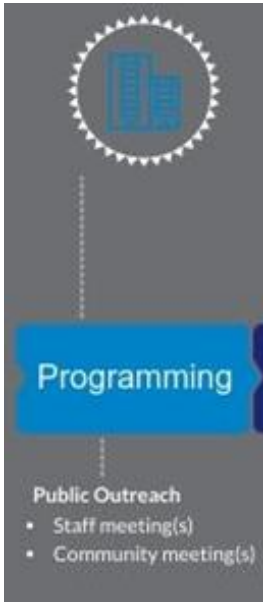 Programming
Public Outreach
▪ Staff meeting(s)
▪ Community meeting(s)